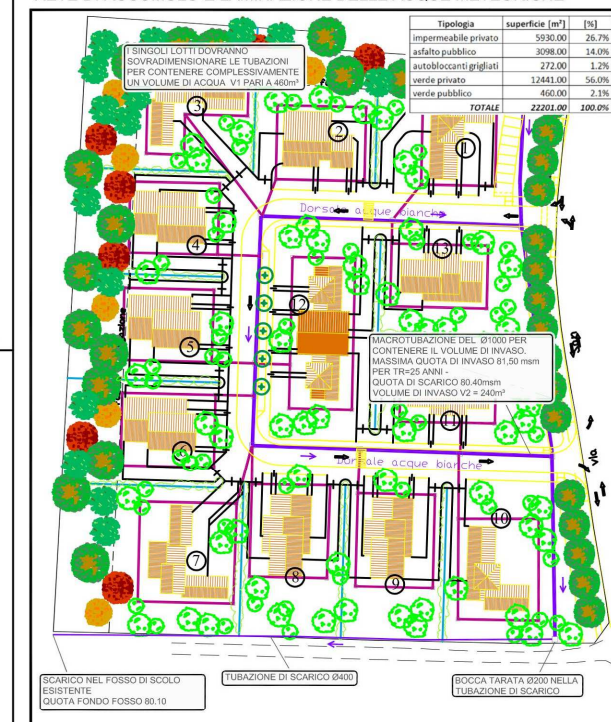 I SINGOLI LOTTI DOVRANNO
SOVRADIMENSIONARE LE TUBAZIONI
PER CONTENERE COMPLESSIVAMENTE
UN VOLUME DI ACQUA V1 PARI A 460m³
Tipologia superficie [m²] [%]
impermeabile privato 5930.00 26.7%
asfalto pubblico 3098.00 14.0%
autobloccanti grigliati 272.00 1.2%
verde privato 12441.00 56.0%
verde pubblico 460.00 2.1%
TOTALE 22201.00 100.0%
3
2
1
Dorsale acque bianche
4
13
12
5
MACROTUBAZIONE DEL Ø1000 PER
CONTENERE IL VOLUME DI INVASO.
MASSIMA QUOTA DI INVASO 81,50 msm
PER TR=25 ANNI -
QUOTA DI SCARICO 80.40msm
VOLUME DI INVASO V2 = 240m³
11
6
Dorsale acque bianche
via
10
7
8
9
SCARICO NEL FOSSO DI SCOLO
ESISTENTE
QUOTA FONDO FOSSO 80.10
TUBAZIONE DI SCARICO Ø400
BOCCA TARATA Ø200 NELLA
TUBAZIONE DI SCARICO